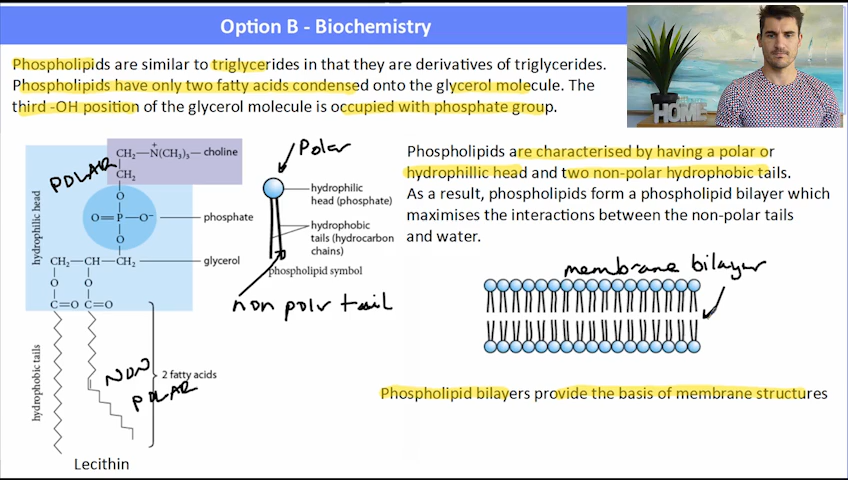 Option B - Biochemistry
Phospholipids are similar to triglycerides in that they are derivatives of triglycerides.
Phospholipids have only two fatty acids condensed onto the glycerol molecule. The
third -OH position of the glycerol molecule is occupied with phosphate group.
HOME
CH₂—N⁺(CH₃)₃— choline
POLAR
CH₂
O
O=P—O⁻ phosphate
O
CH₂—CH—CH₂ glycerol
O O
C=O C=O
hydrophilic head
hydrophobic tails
NON
POLAR
2 fatty acids
Lecithin
Polar
hydrophilic
head (phosphate)
hydrophobic
tails (hydrocarbon
chains)
phospholipid symbol
non polr tail
Phospholipids are characterised by having a polar or
hydrophillic head and two non-polar hydrophobic tails.
As a result, phospholipids form a phospholipid bilayer which
maximises the interactions between the non-polar tails
and water.
membrane bilayer
Phospholipid bilayers provide the basis of membrane structures